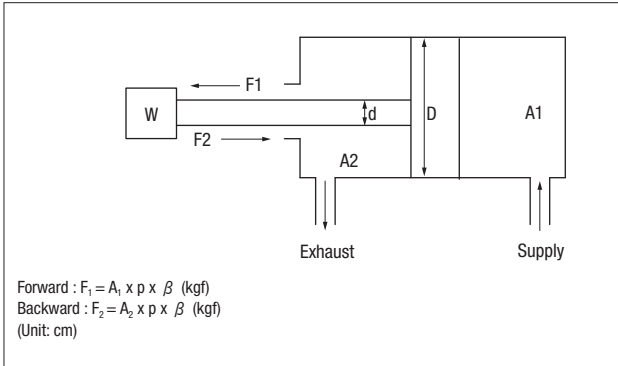 F1
W
d
D
A1
F2
A2
Exhaust
Supply
Forward : F₁ = A₁ x p x β (kgf)
Backward : F₂ = A₂ x p x β (kgf)
(Unit: cm)